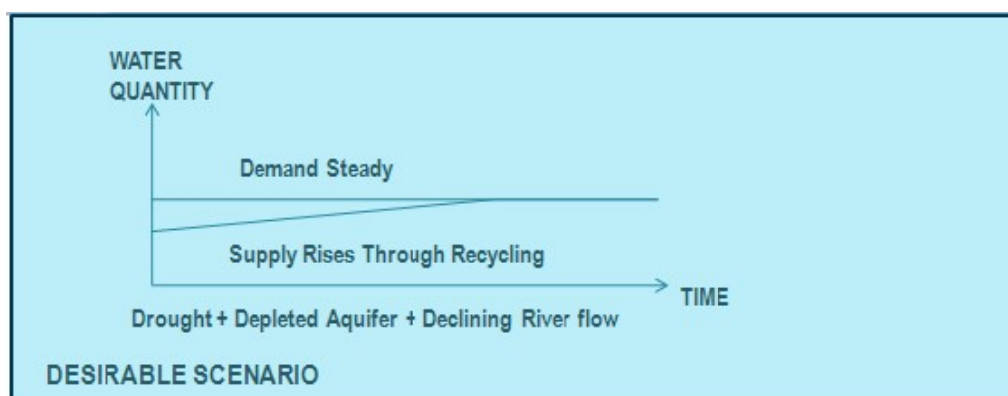 WATER
QUANTITY
Demand Steady
Supply Rises Through Recycling
TIME
Drought + Depleted Aquifer + Declining River flow
DESIRABLE SCENARIO